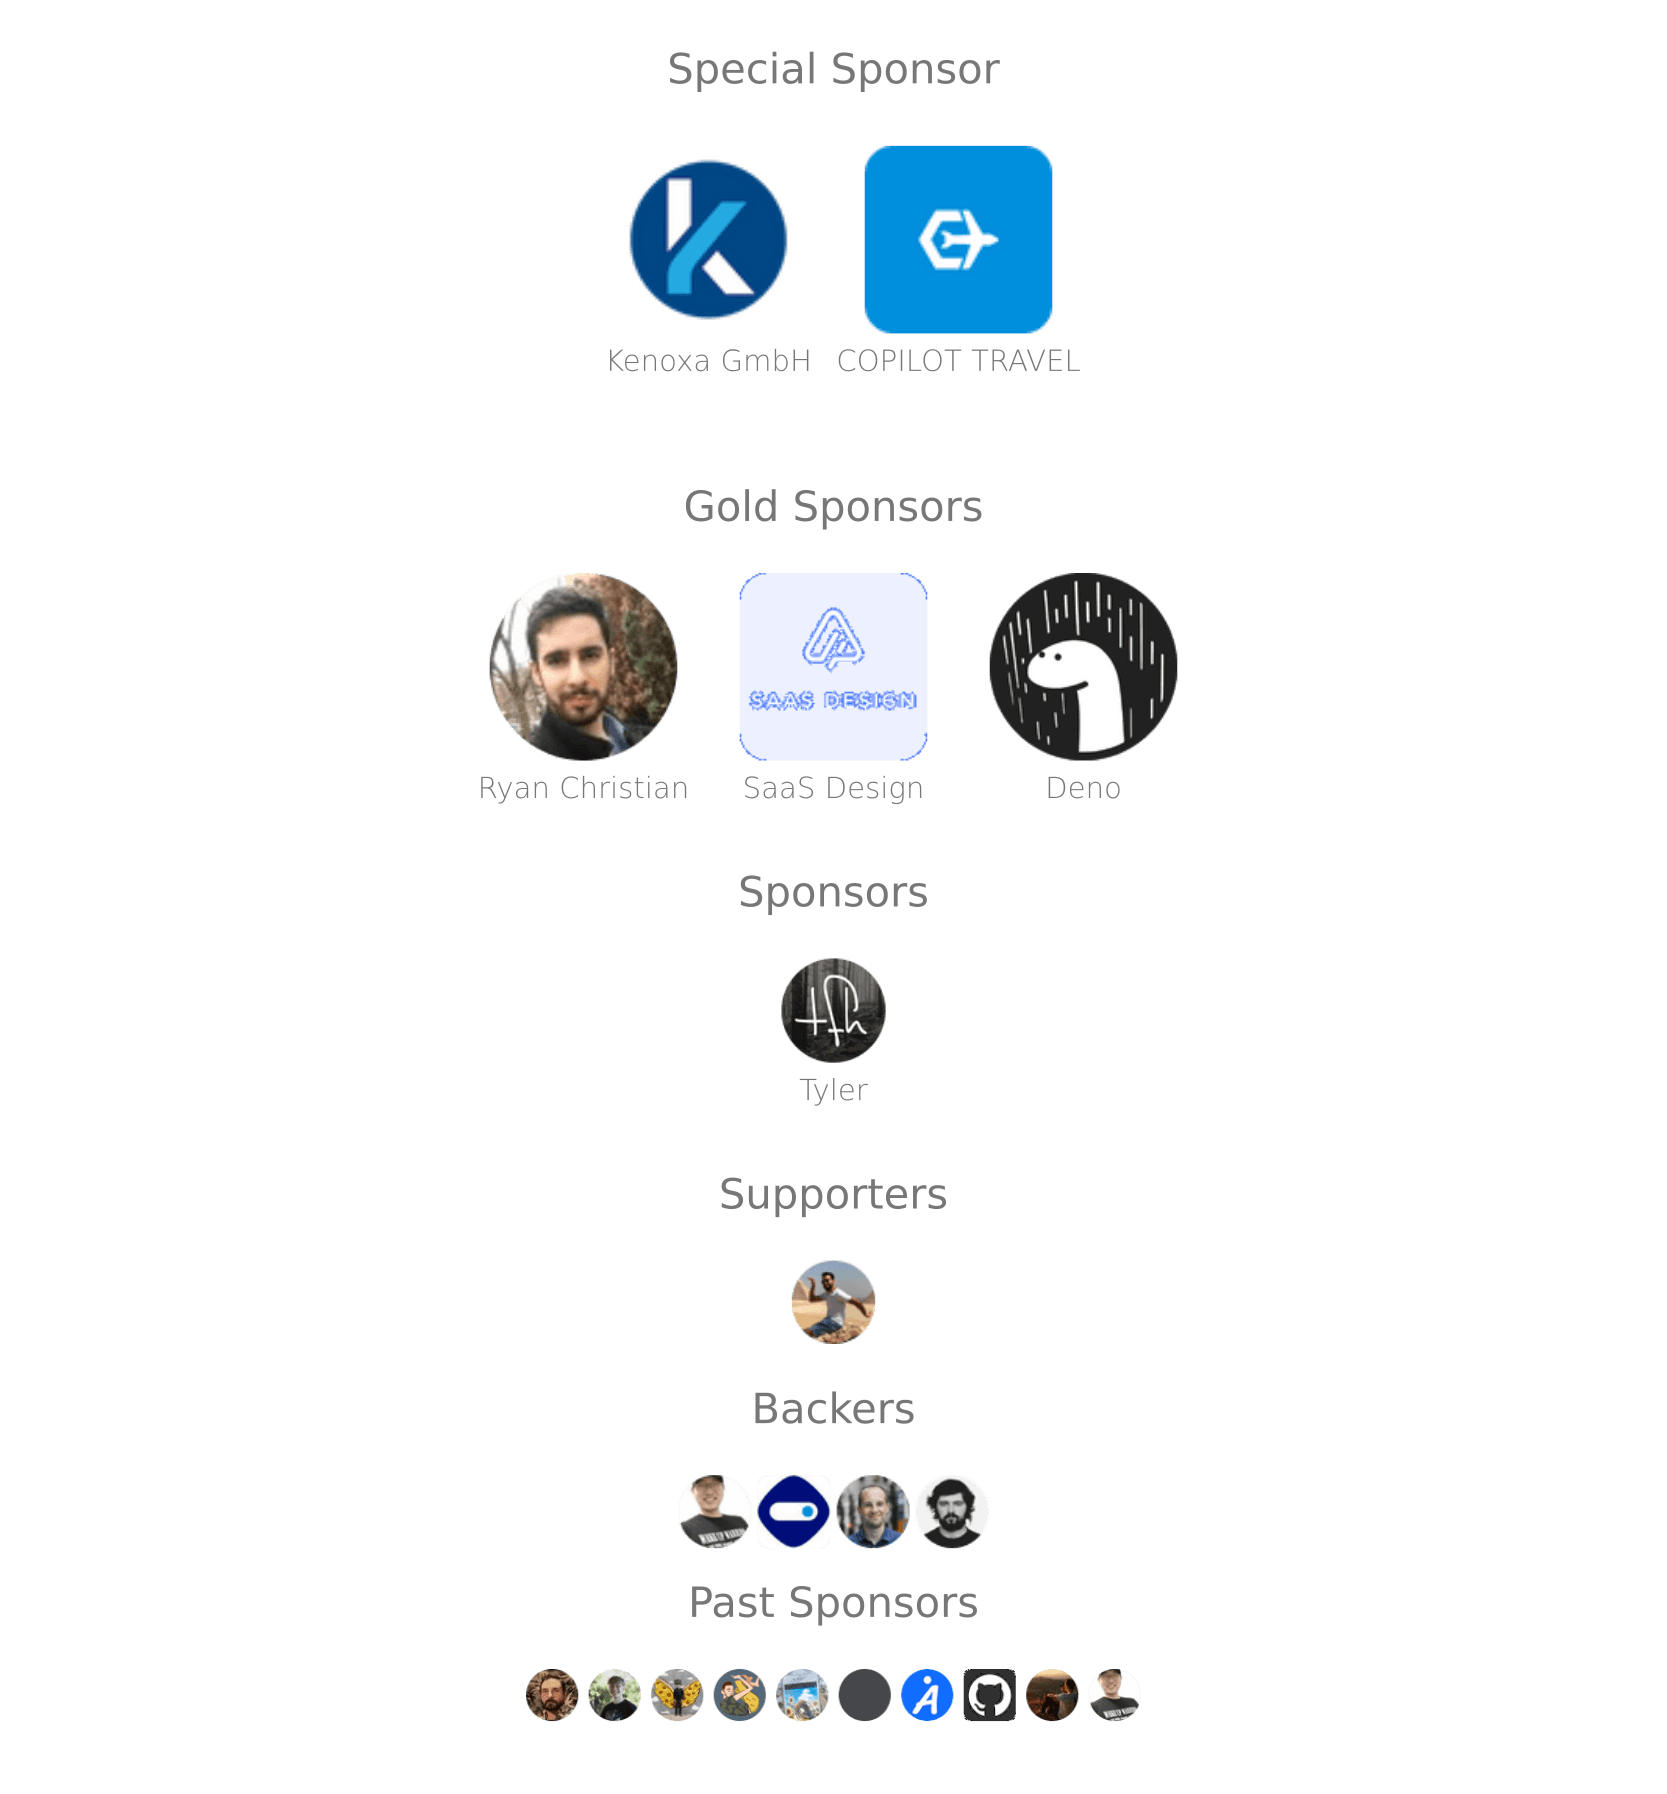 Special Sponsor
Kenoxa GmbH
COPILOT TRAVEL
Gold Sponsors
SAAS DESIGN
Ryan Christian
SaaS Design
Deno
Sponsors
tfh
Tyler
Supporters
Backers
Past Sponsors